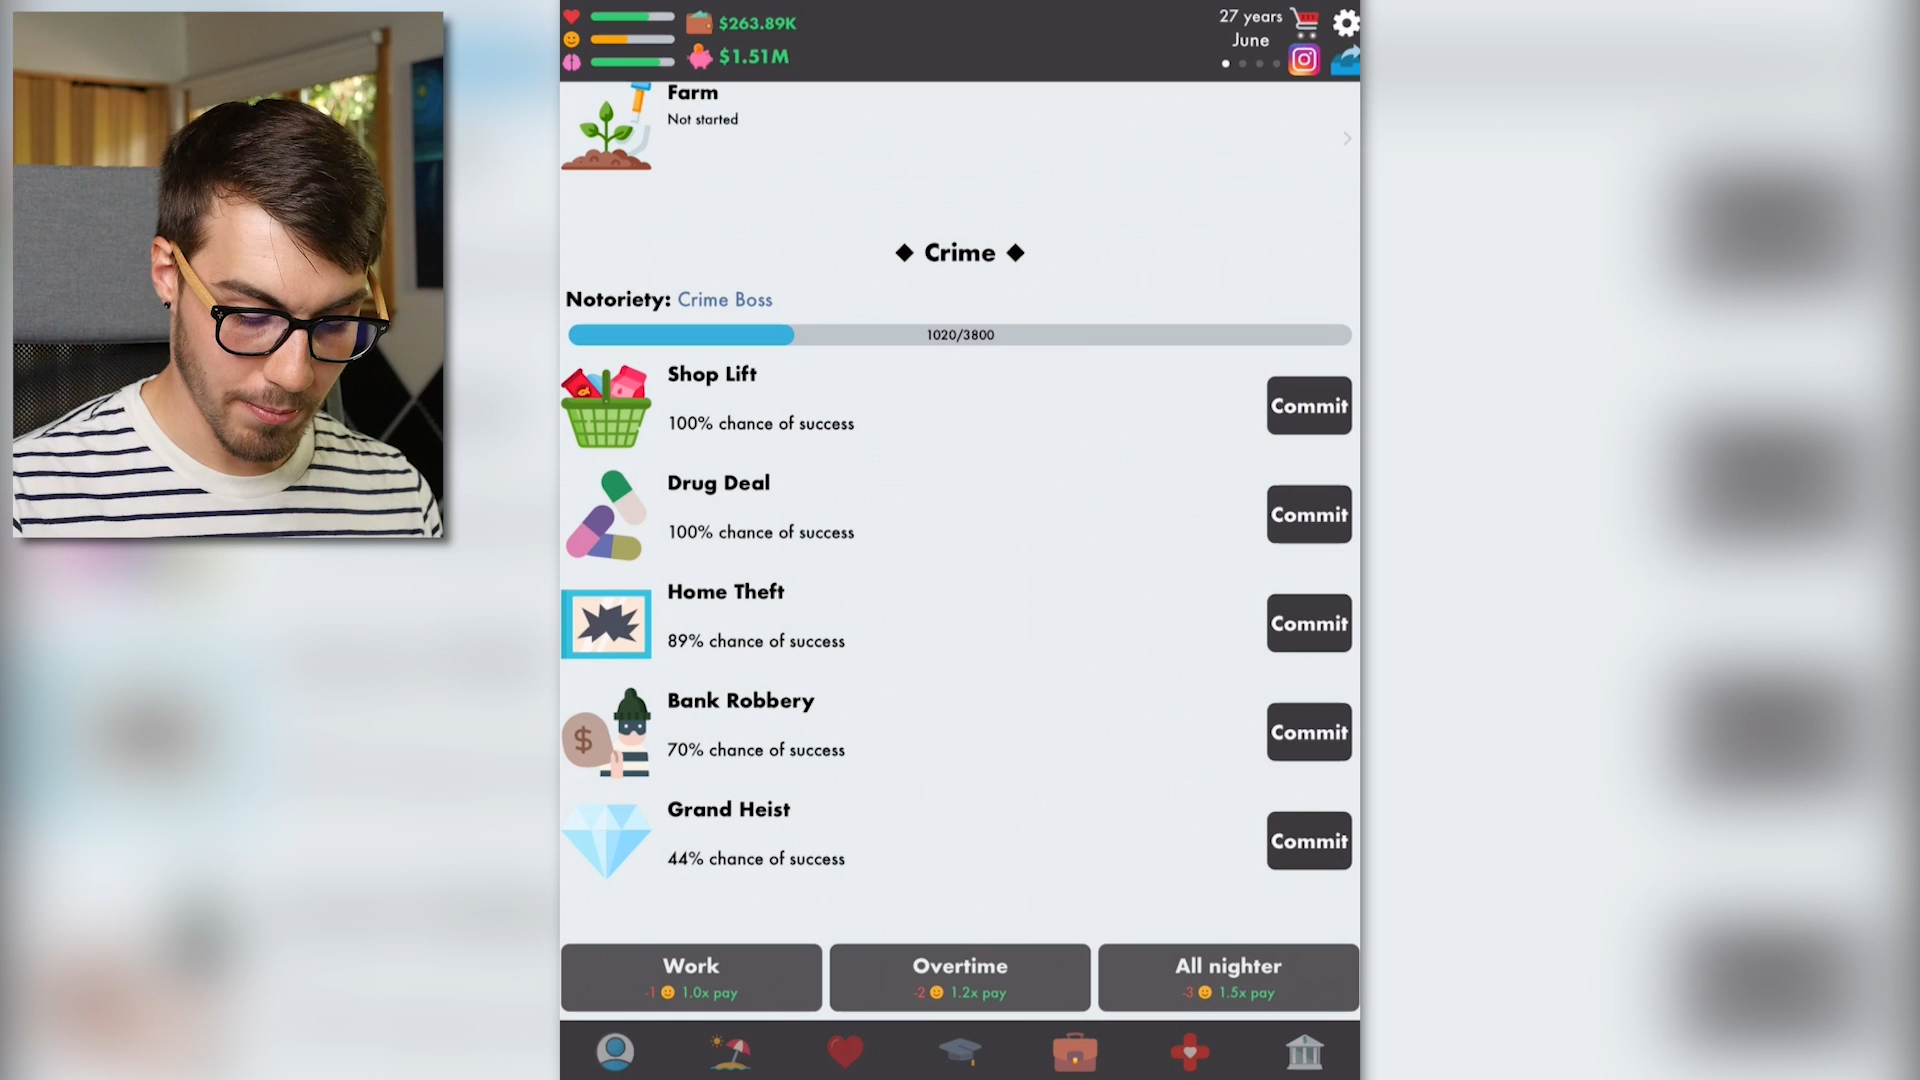 $263.89K
$1.51M
27 years
June
Farm
Not started
Crime
Notoriety: Crime Boss
1020/3800
Shop Lift
100% chance of success
Commit
Drug Deal
100% chance of success
Commit
Home Theft
89% chance of success
Commit
$
Bank Robbery
70% chance of success
Commit
Grand Heist
44% chance of success
Commit
Work
-1 1.0x pay
Overtime
-2 1.2x pay
All nighter
-3 1.5x pay